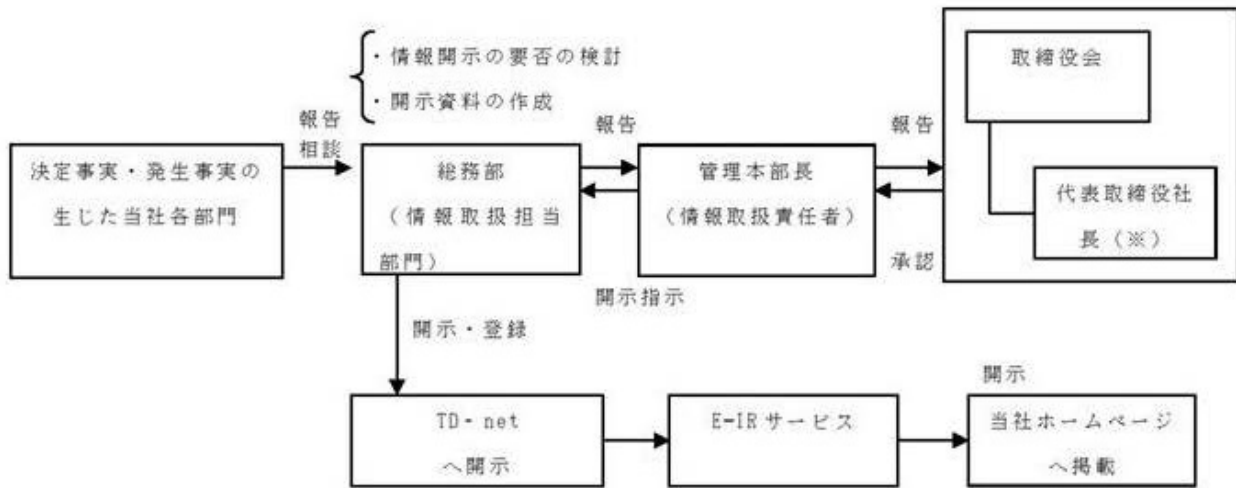 ・情報開示の要否の検討
・開示資料の作成
報告
相談
報告
報告
取締役会
決定事実・発生事実の
生じた当社各部門
総務部
（情報取扱担当
部門）
管理本部長
（情報取扱責任者）
代表取締役社
長（※）
承認
開示指示
開示・登録
開示
TD‐net
へ開示
E-IRサービス
当社ホームページ
へ掲載